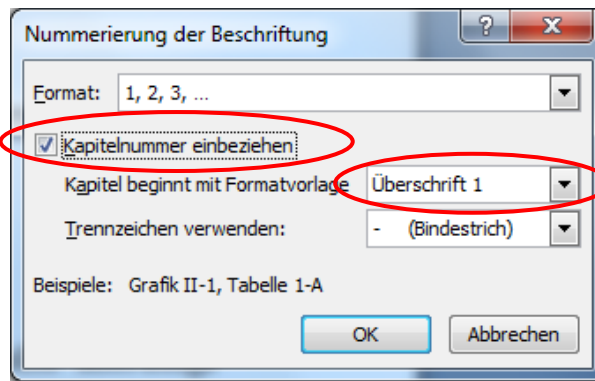 Nummerierung der Beschriftung
Format: 1, 2, 3, ...
Kapitelnummer einbeziehen
Kapitel beginnt mit Formatvorlage Überschrift 1
Trennzeichen verwenden: - (Bindestrich)
Beispiele: Grafik II-1, Tabelle 1-A
OK Abbrechen